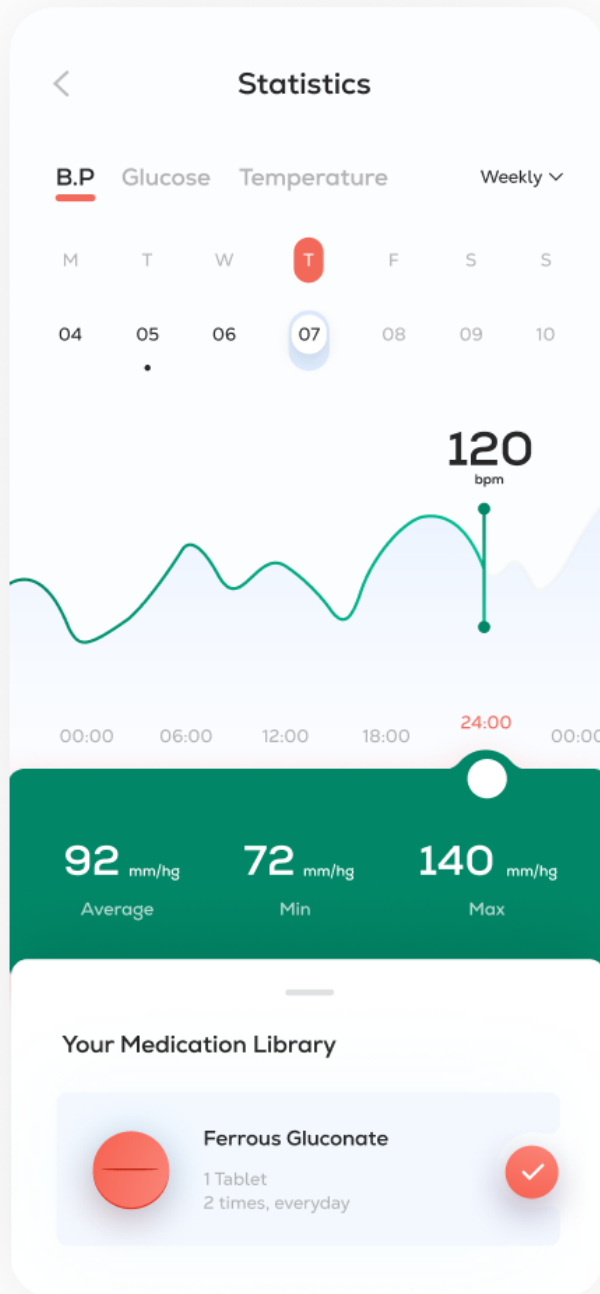 Statistics
B.P Glucose Temperature Weekly
M T W T F S S
04 05 06 07 08 09 10
120
bpm
24:00
00:00 06:00 12:00 18:00 00:00
92 mm/hg 72 mm/hg 140 mm/hg
Average Min Max
Your Medication Library
Ferrous Gluconate
1 Tablet
2 times, everyday